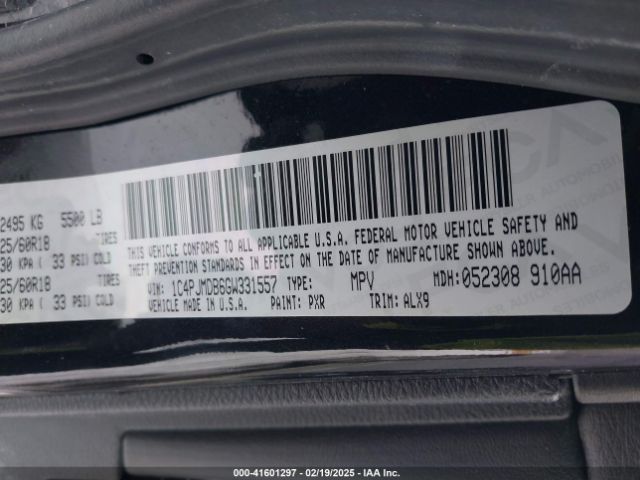 2495 KG 5500 LB
25/60R18 TIRES
30 KPA ( 33 PSI) COLD
25/60R18 TIRES
30 KPA ( 33 PSI) COLD
THIS VEHICLE CONFORMS TO ALL APPLICABLE U.S.A. FEDERAL MOTOR VEHICLE SAFETY AND
THEFT PREVENTION STANDARDS IN EFFECT ON THE DATE OF MANUFACTURE SHOWN ABOVE.
VIN: 1C4PJMDB6GW331557 TYPE: MPV MDH: 052308 910AA
VEHICLE MADE IN U.S.A. PAINT: PXR TRIM: ALX9
000-41601297 - 02/19/2025 - IAA Inc.